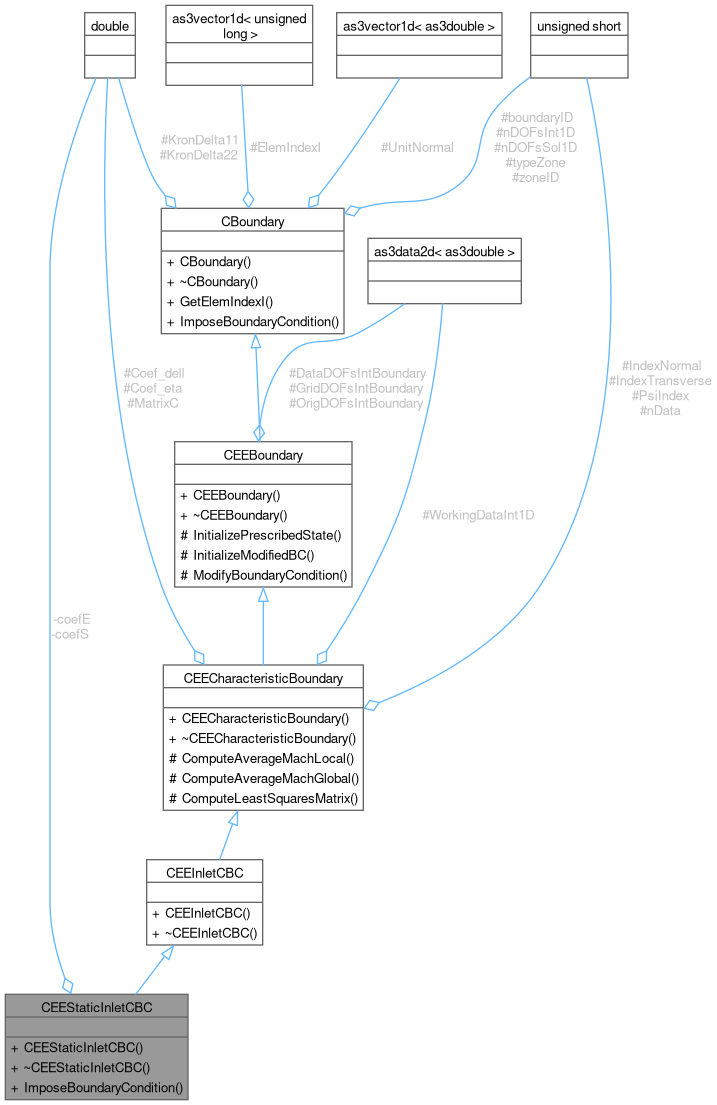 double
as3vector1d< unsigned
long >
as3vector1d< as3double >
unsigned short
#KronDelta11
#KronDelta22
#ElemIndexI
#UnitNormal
#boundaryID
#nDOFsInt1D
#nDOFsSol1D
#typeZone
#zoneID
CBoundary
+ CBoundary()
+ ~CBoundary()
+ GetElemIndexI()
+ ImposeBoundaryCondition()
as3data2d< as3double >
#Coef_dell
#Coef_eta
#MatrixC
#DataDOFsIntBoundary
#GridDOFsIntBoundary
#OrigDOFsIntBoundary
#IndexNormal
#IndexTransverse
#PsiIndex
#nData
CEEBoundary
+ CEEBoundary()
+ ~CEEBoundary()
# InitializePrescribedState()
# InitializeModifiedBC()
# ModifyBoundaryCondition()
#WorkingDataInt1D
-coefE
-coefS
CEECharacteristicBoundary
+ CEECharacteristicBoundary()
+ ~CEECharacteristicBoundary()
# ComputeAverageMachLocal()
# ComputeAverageMachGlobal()
# ComputeLeastSquaresMatrix()
CEEInletCBC
+ CEEInletCBC()
+ ~CEEInletCBC()
CEEStaticInletCBC
+ CEEStaticInletCBC()
+ ~CEEStaticInletCBC()
+ ImposeBoundaryCondition()